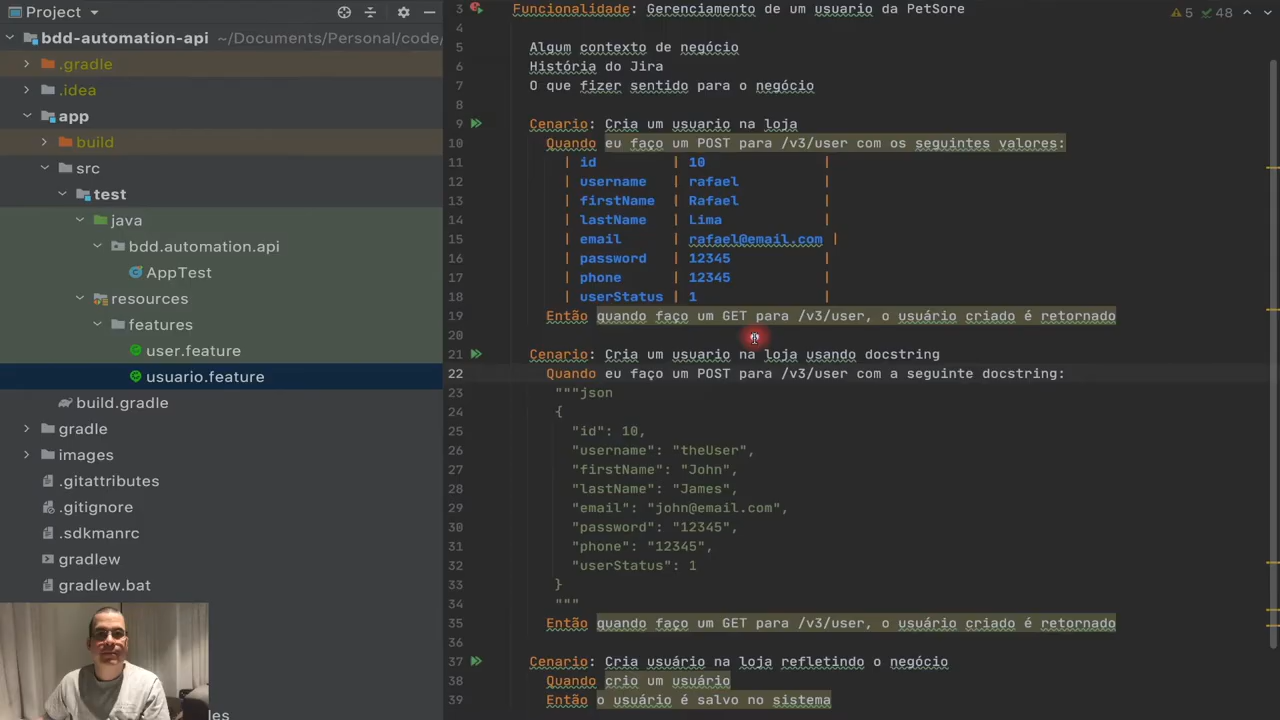 Project
bdd-automation-api ~/Documents/Personal/code/
.gradle
.idea
app
build
src
test
java
bdd.automation.api
AppTest
resources
features
user.feature
usuario.feature
build.gradle
gradle
images
.gitattributes
.gitignore
.sdkmanrc
gradlew
gradlew.bat
5 48
3 Funcionalidade: Gerenciamento de um usuario da PetSore
4
5 Algum contexto de negócio
6 História do Jira
7 O que fizer sentido para o negócio
8
9 Cenario: Cria um usuario na loja
10 Quando eu faço um POST para /v3/user com os seguintes valores:
11 | id | 10 |
12 | username | rafael |
13 | firstName | Rafael |
14 | lastName | Lima |
15 | email | rafael@email.com |
16 | password | 12345 |
17 | phone | 12345 |
18 | userStatus | 1 |
19 Então quando faço um GET para /v3/user, o usuário criado é retornado
20
21 Cenario: Cria um usuario na loja usando docstring
22 Quando eu faço um POST para /v3/user com a seguinte docstring:
23 """json
24 {
25 "id": 10,
26 "username": "theUser",
27 "firstName": "John",
28 "lastName": "James",
29 "email": "john@email.com",
30 "password": "12345",
31 "phone": "12345",
32 "userStatus": 1
33 }
34 """
35 Então quando faço um GET para /v3/user, o usuário criado é retornado
36
37 Cenario: Cria usuário na loja refletindo o negócio
38 Quando crio um usuário
39 Então o usuário é salvo no sistema